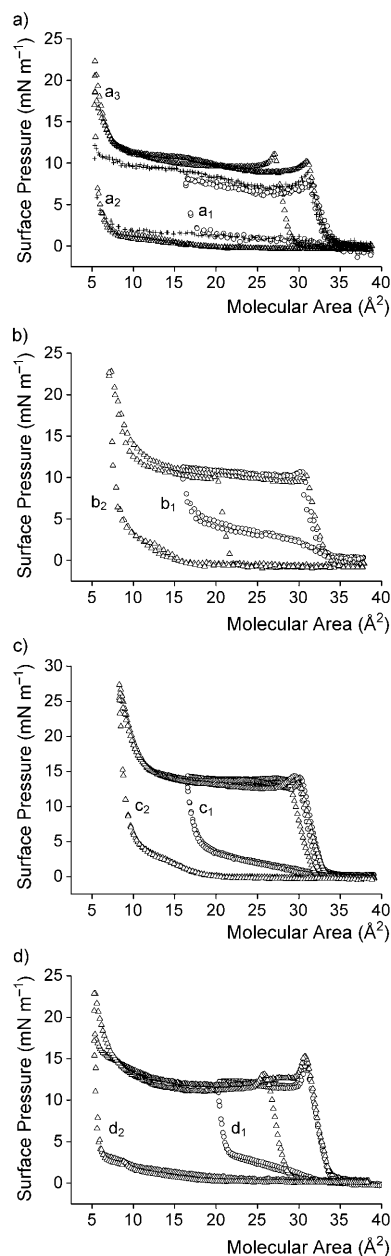 a)
25
20
15
10
5
0
Surface Pressure (mN m⁻¹)
a₃
a₂
a₁
5 10 15 20 25 30 35 40
Molecular Area (Å²)
b)
25
20
15
10
5
0
Surface Pressure (mN m⁻¹)
b₂
b₁
5 10 15 20 25 30 35 40
Molecular Area (Å²)
c)
30
25
20
15
10
5
0
Surface Pressure (mN m⁻¹)
c₂
c₁
5 10 15 20 25 30 35 40
Molecular Area (Å²)
d)
25
20
15
10
5
0
Surface Pressure (mN m⁻¹)
d₂
d₁
5 10 15 20 25 30 35 40
Molecular Area (Å²)